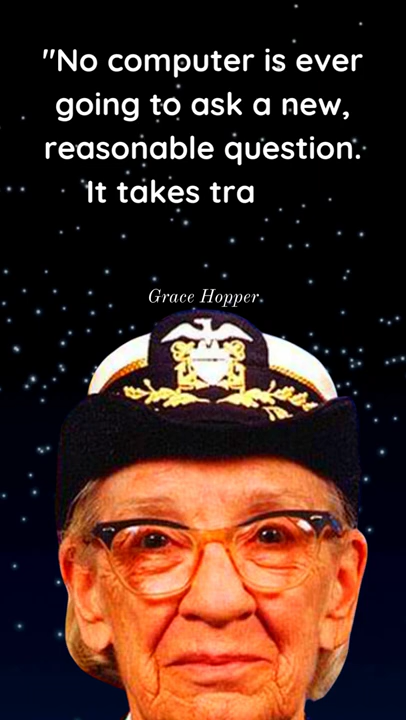 "No computer is ever
going to ask a new,
reasonable question.
It takes tra
Grace Hopper